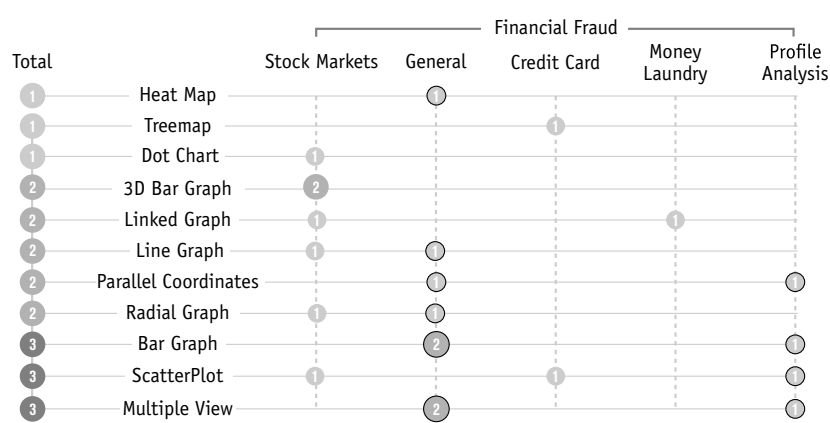 Financial Fraud
Total Stock Markets General Credit Card Money Laundry Profile Analysis
1 Heat Map 1
1 Treemap 1
1 Dot Chart 1
2 3D Bar Graph 2
2 Linked Graph 1 1
2 Line Graph 1 1
2 Parallel Coordinates 1 1
2 Radial Graph 1 1
3 Bar Graph 2 1
3 ScatterPlot 1 1 1
3 Multiple View 2 1